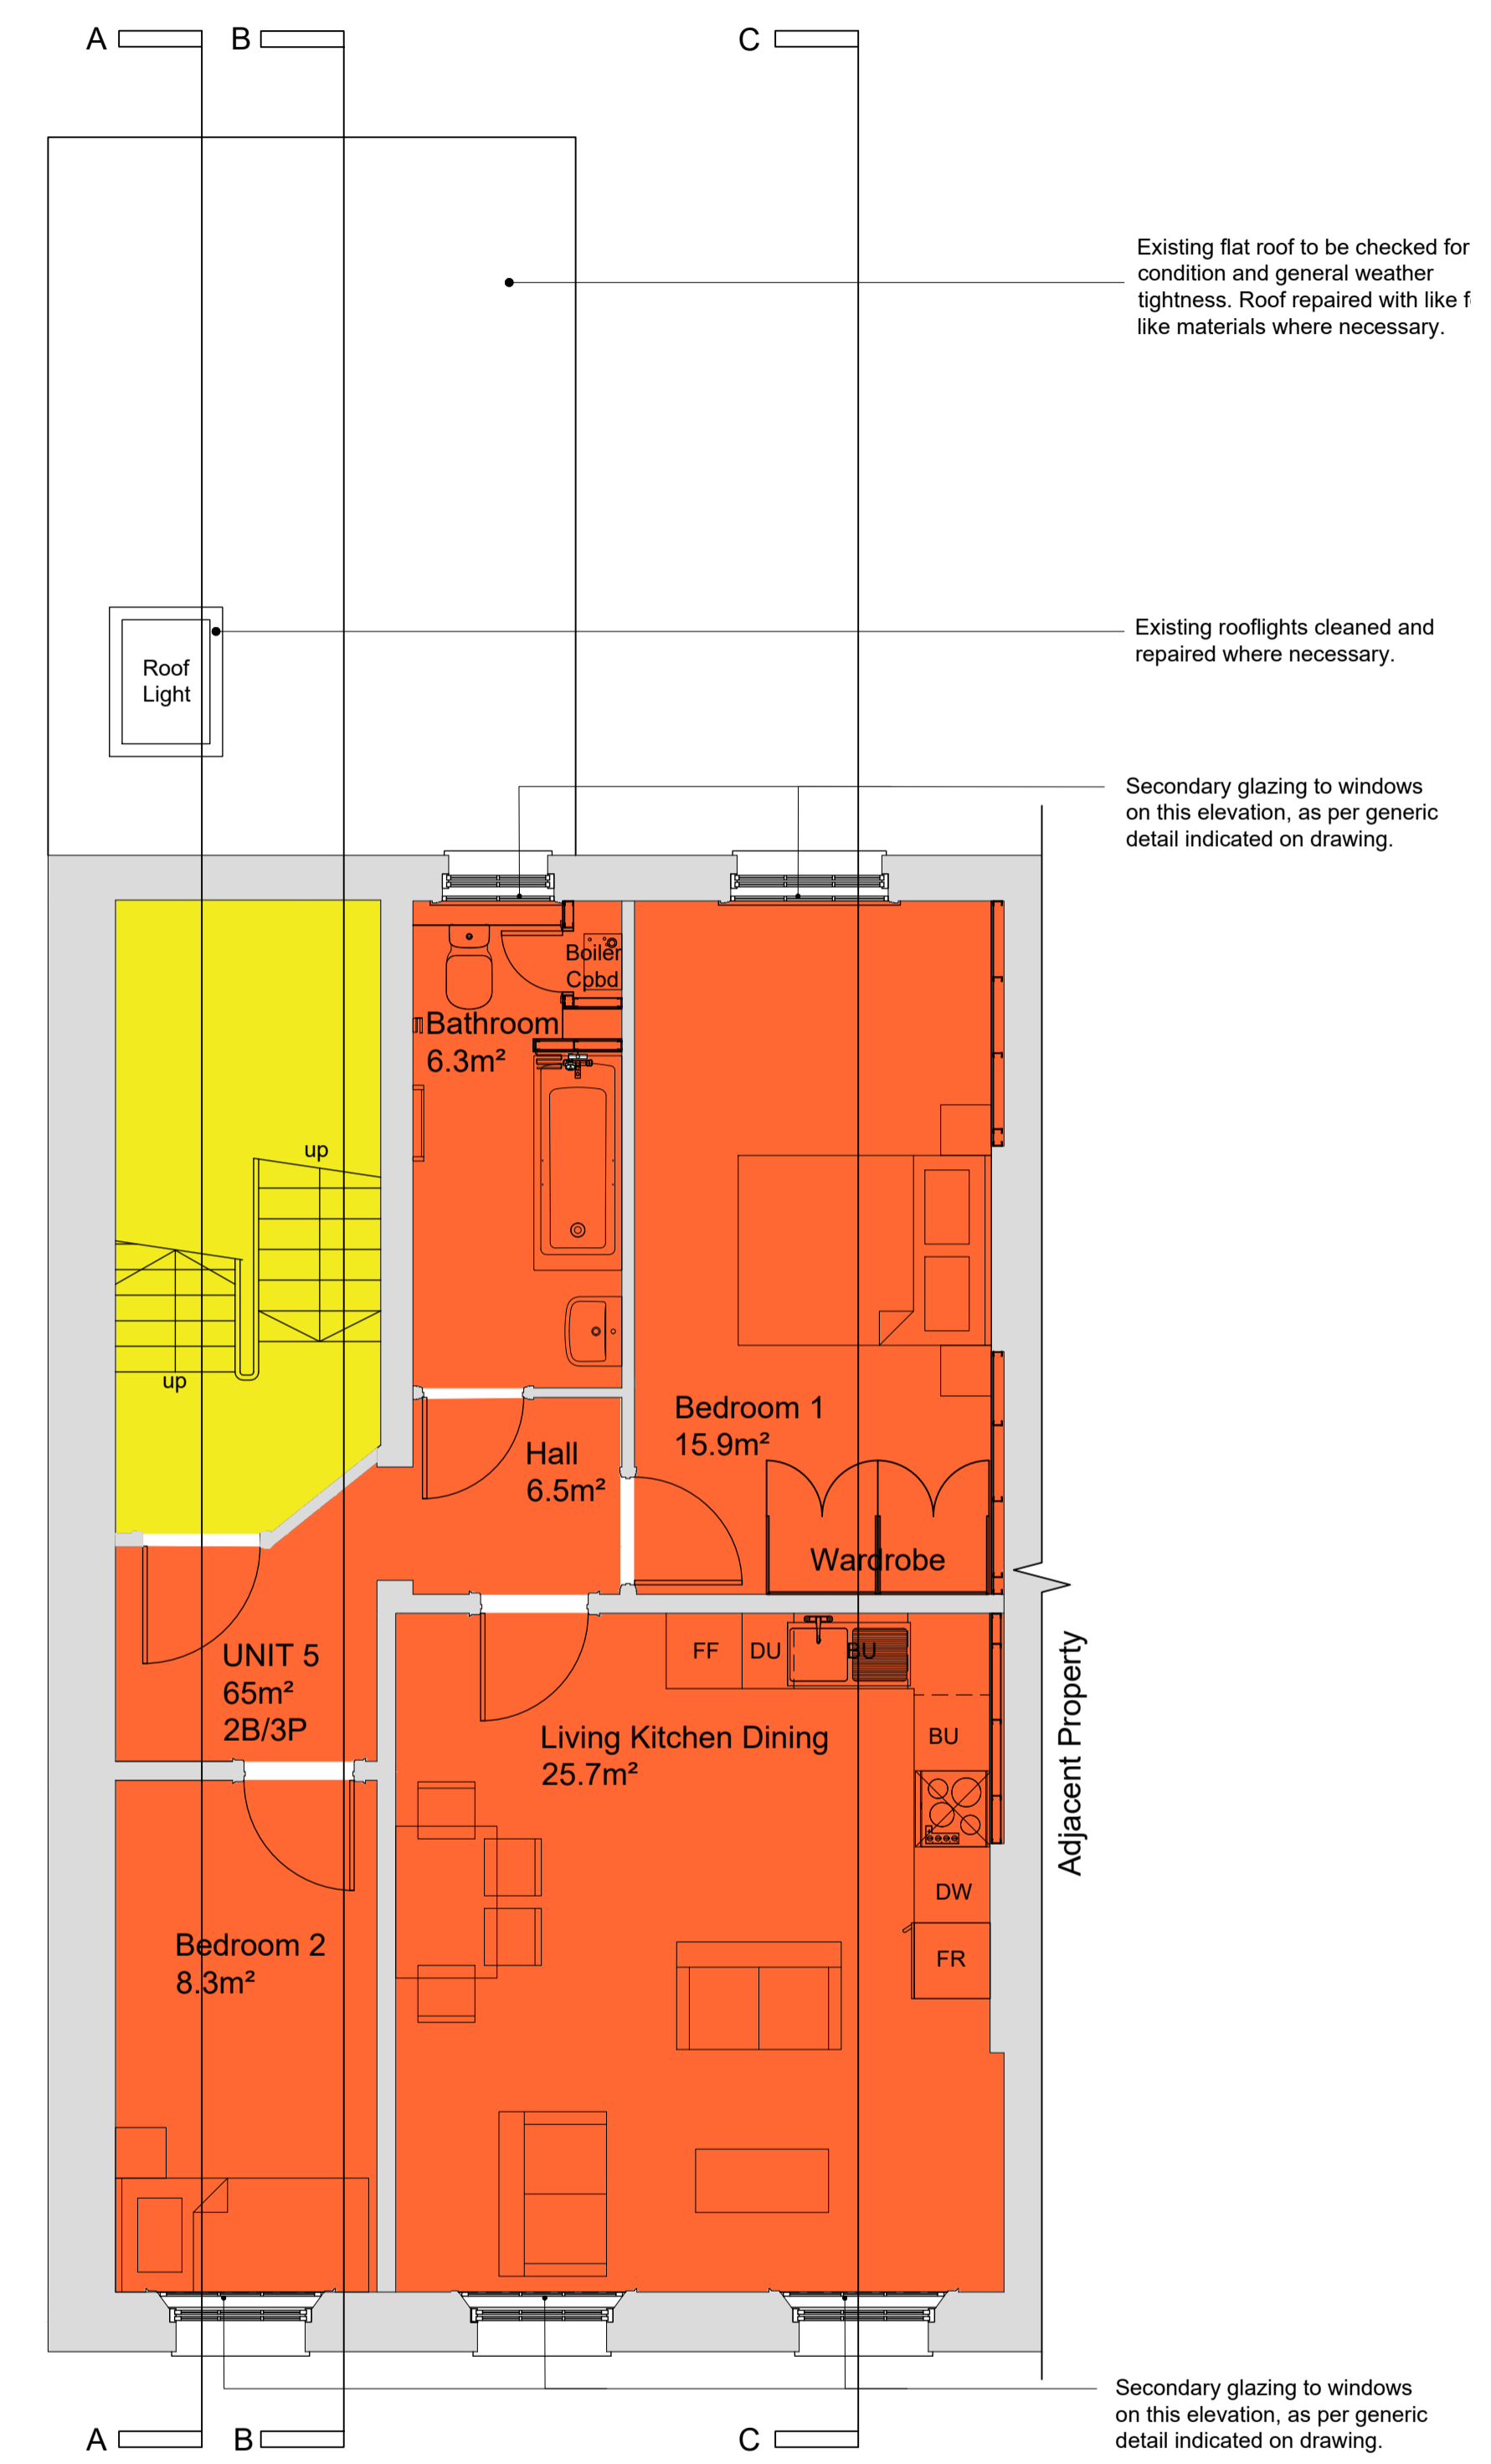 A
B
C
Existing flat roof to be checked for
condition and general weather
tightness. Roof repaired with like
like materials where necessary.
Existing rooflights cleaned and
repaired where necessary.
Roof
Light
Secondary glazing to windows
on this elevation, as per generic
detail indicated on drawing.
Boiler
Cpbd
Bathroom
6.3m²
up
up
Bedroom 1
15.9m²
Hall
6.5m²
Wardrobe
UNIT 5
65m²
2B/3P
FF
DU
BU
Living Kitchen Dining
25.7m²
BU
Adjacent Property
DW
FR
Bedroom 2
8.3m²
Secondary glazing to windows
on this elevation, as per generic
detail indicated on drawing.
A
B
C